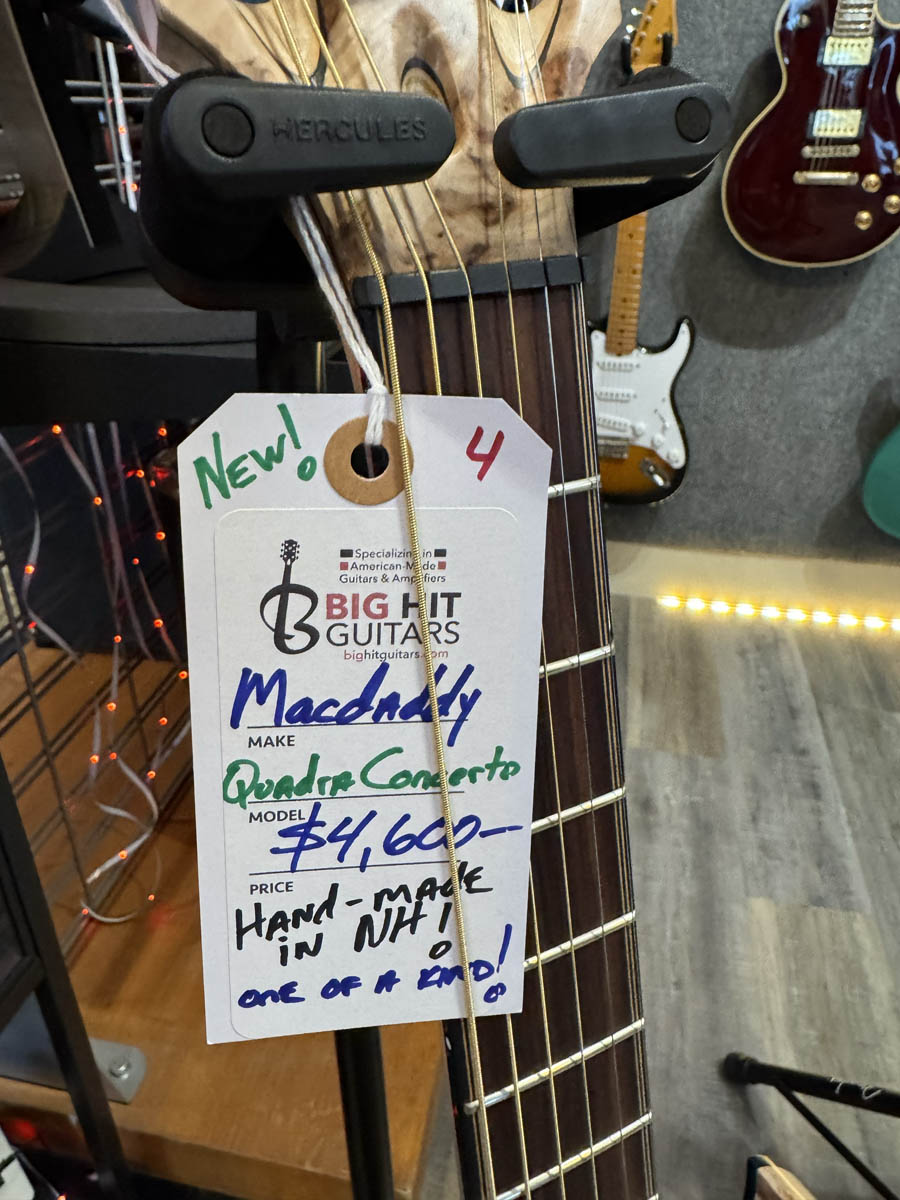 HERCULES
New! 4
Specializing in
American-Made
Guitars & Amplifiers
BIG HIT
GUITARS
bighitguitars.com
Macdaddy
MAKE
Quadra Concerto
MODEL
$4,600—
PRICE
HAND-MADE
iN NH!
ONE OF A KIND!